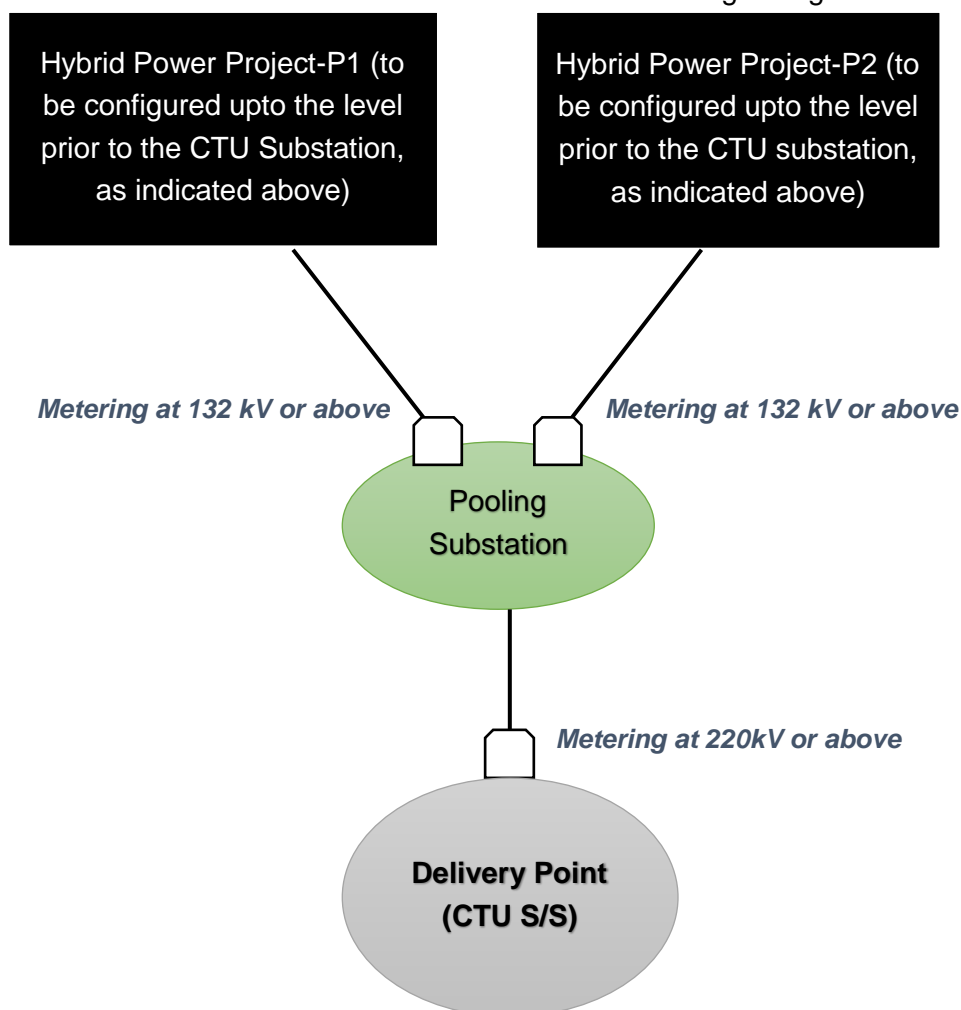 Hybrid Power Project-P1 (to
be configured upto the level
prior to the CTU Substation,
as indicated above)
Hybrid Power Project-P2 (to
be configured upto the level
prior to the CTU substation,
as indicated above)
Metering at 132 kV or above
Metering at 132 kV or above
Pooling
Substation
Metering at 220kV or above
Delivery Point
(CTU S/S)